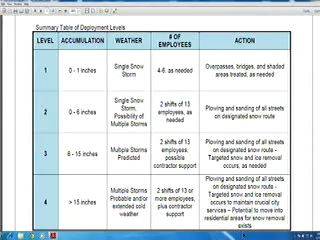 Summary Table of Deployment Levels
LEVEL ACCUMULATION WEATHER # OF EMPLOYEES ACTION
1
0 - 1 inches
Single Snow
Storm
4-6, as needed
Overpasses, bridges, and shaded
areas treated, as needed
2
0 - 6 inches
Single Snow
Storm,
Possibility of
Multiple Storms
2 shifts of 13
employees, as
needed
Plowing and sanding of all streets
on designated snow route
3
6 - 15 inches
Multiple Storms
Predicted
2 shifts of 13
employees,
possible
contractor support
Plowing and sanding of all streets
on designated snow route -
Targeted snow and ice removal
occurs, as needed
4
> 15 inches
Multiple Storms
Probable and/or
extended cold
weather
2 shifts of 13 or
more employees,
plus contractor
support
Plowing and sanding of all streets
on designated snow route -
Targeted snow and ice removal
occurs to maintain crucial city
services – Potential to move into
residential areas for snow removal
exists